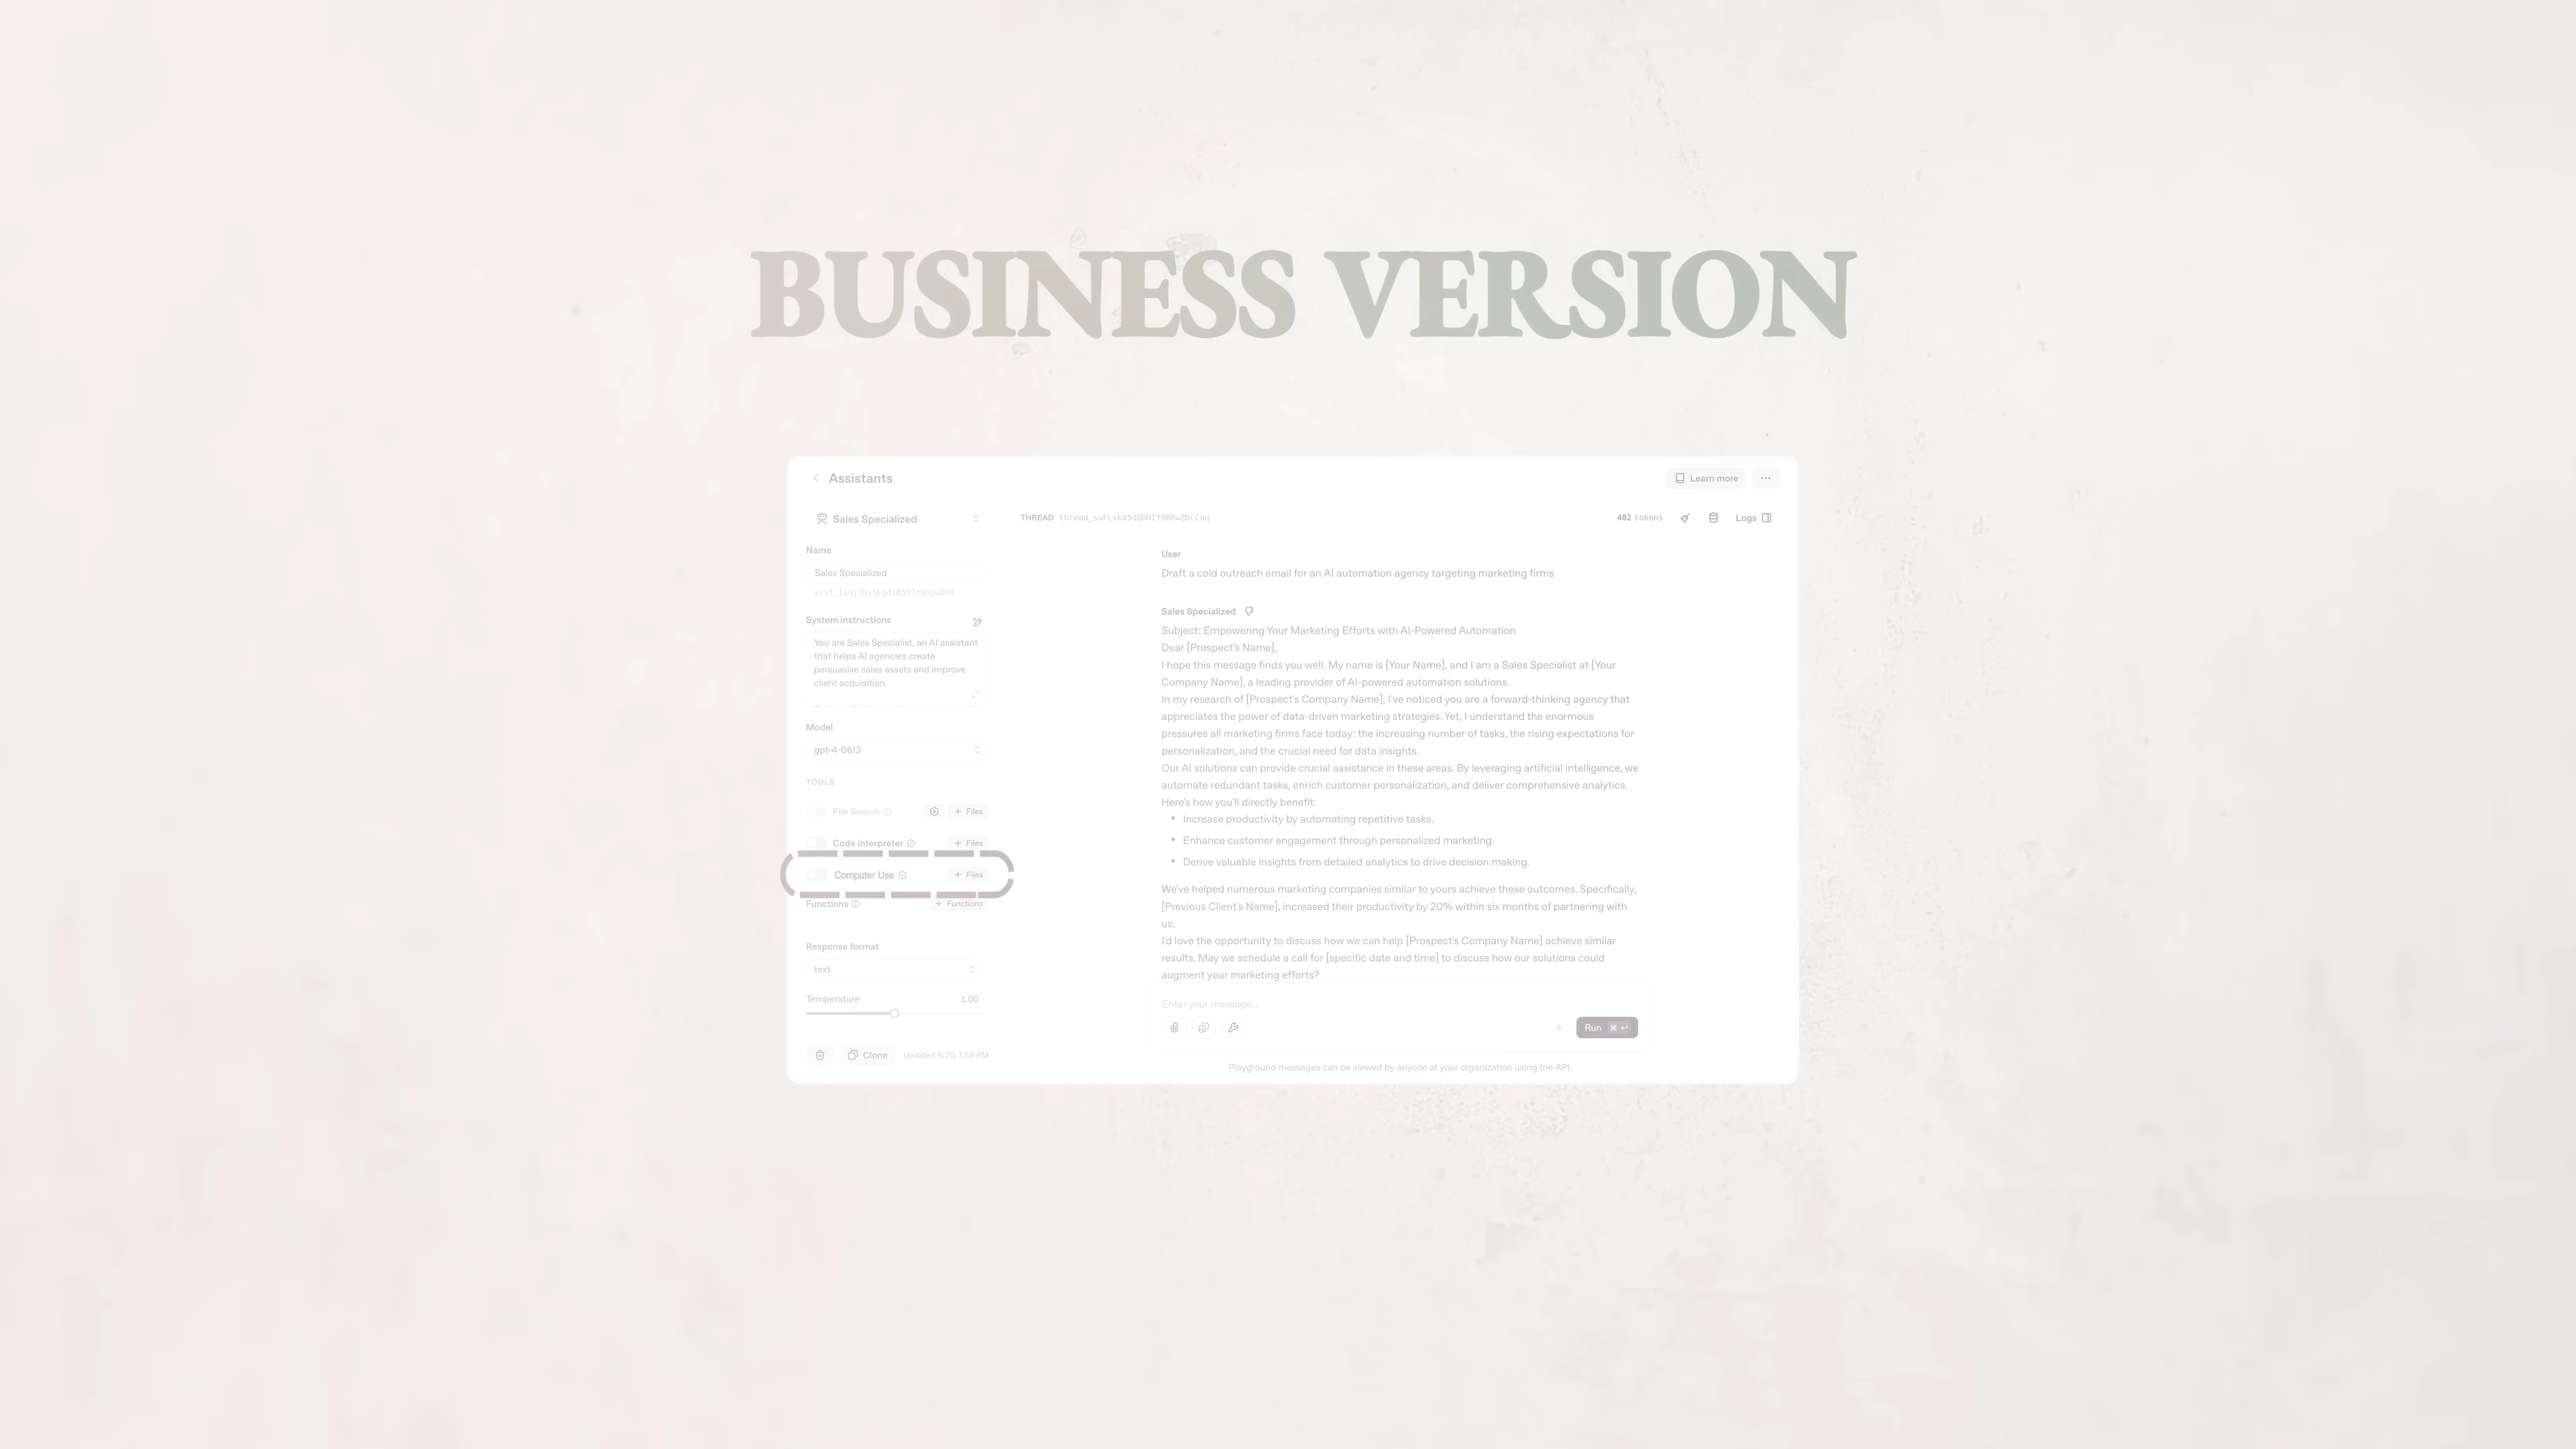 BUSINESS VERSION
Assistants
Learn more
Sales Specialized
THREAD
402 tokens
Logs
Name
Sales Specialized
System instructions
You are Sales Specialist, an AI assistant
that helps AI agencies create
persuasive sales assets and improve
client acquisition.
Model
gpt-4-0613
TOOLS
File Search
+ Files
Code interpreter
+ Files
Computer Use
+ Files
Functions
+ Functions
Response format
text
Temperature
1.00
Clone
Updated 8/20, 7:59 PM
User
Draft a cold outreach email for an AI automation agency targeting marketing firms
Sales Specialized
Subject: Empowering Your Marketing Efforts with AI-Powered Automation
Dear [Prospect's Name],
I hope this message finds you well. My name is [Your Name], and I am a Sales Specialist at [Your
Company Name], a leading provider of AI-powered automation solutions.
In my research of [Prospect's Company Name], I've noticed you are a forward-thinking agency that
appreciates the power of data-driven marketing strategies. Yet, I understand the enormous
pressures all marketing firms face today: the increasing number of tasks, the rising expectations for
personalization, and the crucial need for data insights.
Our AI solutions can provide crucial assistance in these areas. By leveraging artificial intelligence, we
automate redundant tasks, enrich customer personalization, and deliver comprehensive analytics.
Here's how you'll directly benefit:
• Increase productivity by automating repetitive tasks.
• Enhance customer engagement through personalized marketing.
• Derive valuable insights from detailed analytics to drive decision making.
We've helped numerous marketing companies similar to yours achieve these outcomes. Specifically,
[Previous Client's Name], increased their productivity by 20% within six months of partnering with
us.
I'd love the opportunity to discuss how we can help [Prospect's Company Name] achieve similar
results. May we schedule a call for [specific date and time] to discuss how our solutions could
augment your marketing efforts?
Enter your message...
Run
Playground messages can be viewed by anyone at your organization using the API.